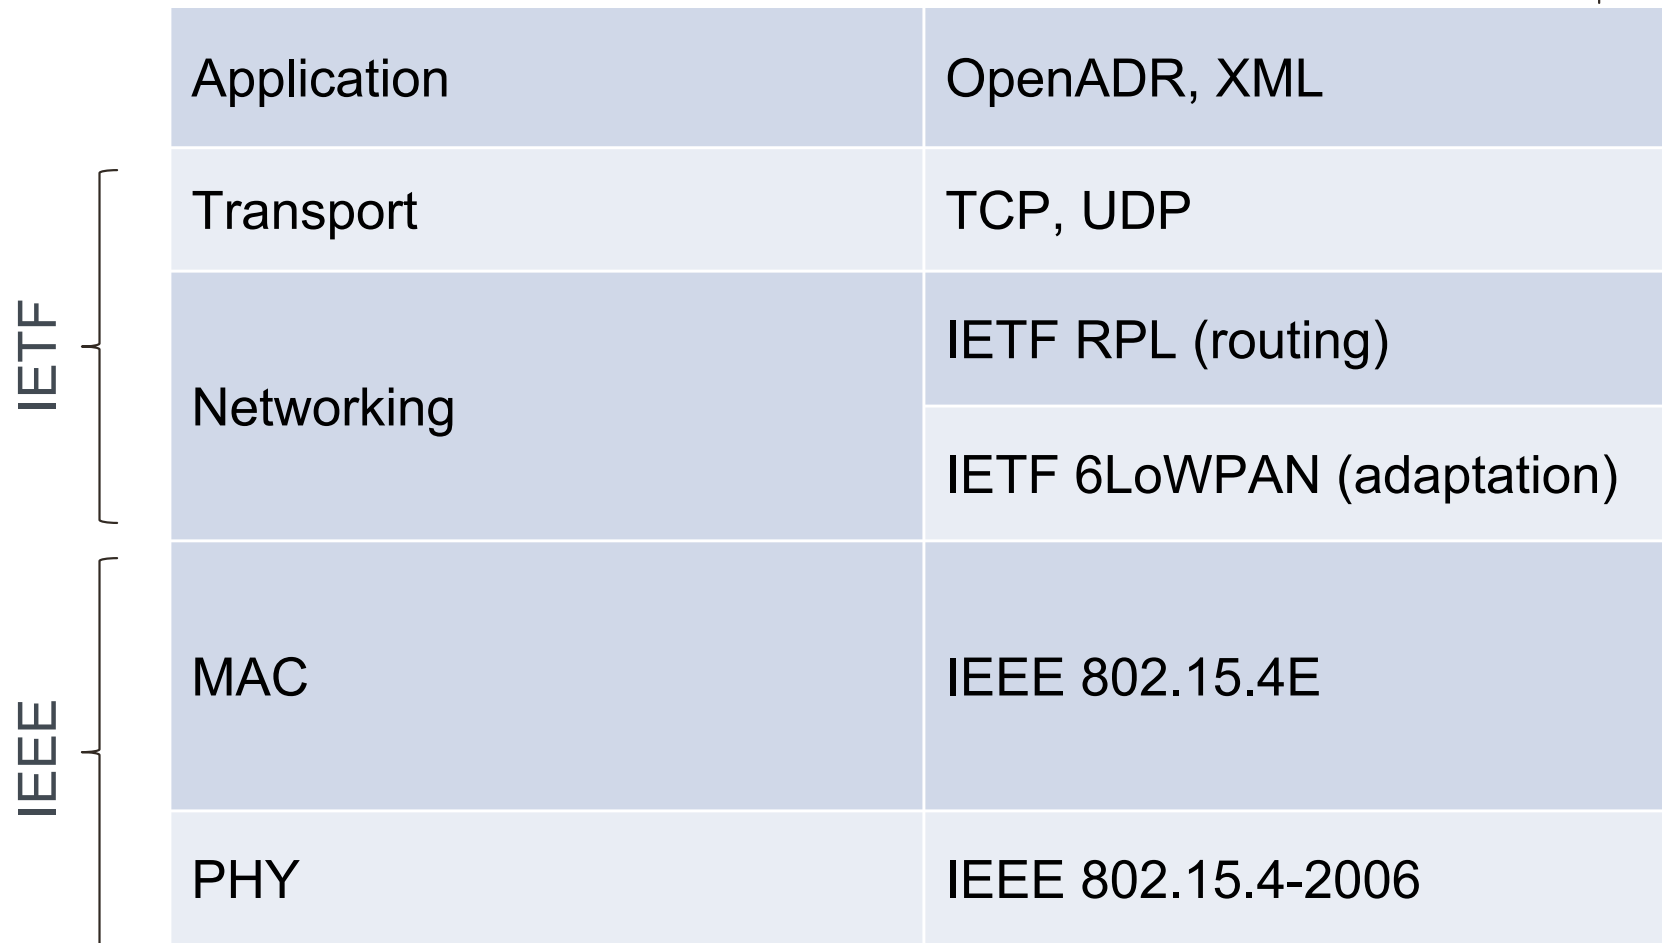 Application
OpenADR, XML
IETF
Transport
TCP, UDP
Networking
IETF RPL (routing)
IETF 6LoWPAN (adaptation)
IEEE
MAC
IEEE 802.15.4E
PHY
IEEE 802.15.4-2006